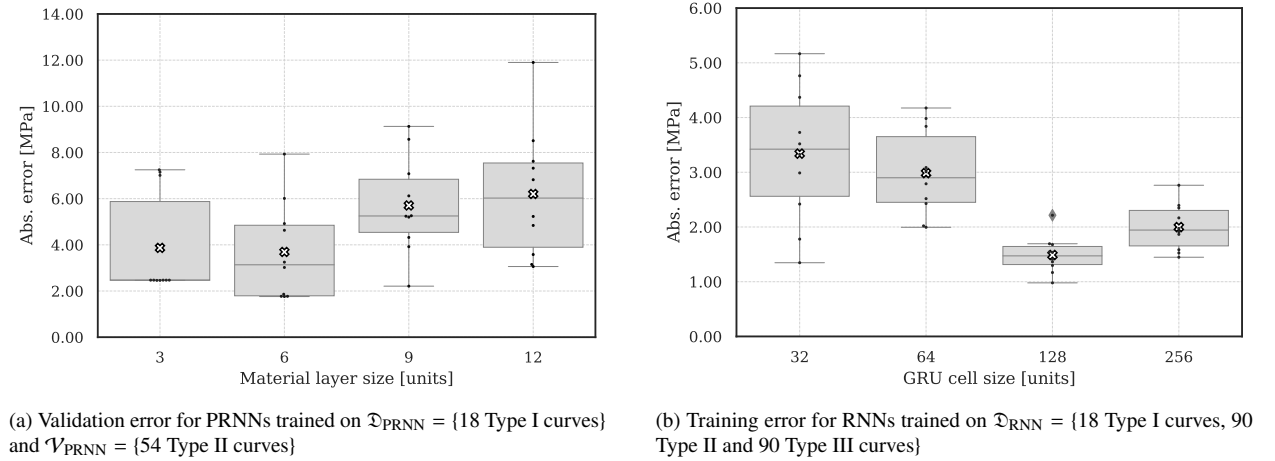 14.00
12.00
10.00
8.00
6.00
4.00
2.00
0.00
Abs. error [MPa]
3 6 9 12
Material layer size [units]
6.00
5.00
4.00
3.00
2.00
1.00
0.00
Abs. error [MPa]
32 64 128 256
GRU cell size [units]
(a) Validation error for PRNNs trained on 𝔇PRNN = {18 Type I curves}
and 𝒱PRNN = {54 Type II curves}
(b) Training error for RNNs trained on 𝔇RNN = {18 Type I curves, 90
Type II and 90 Type III curves}